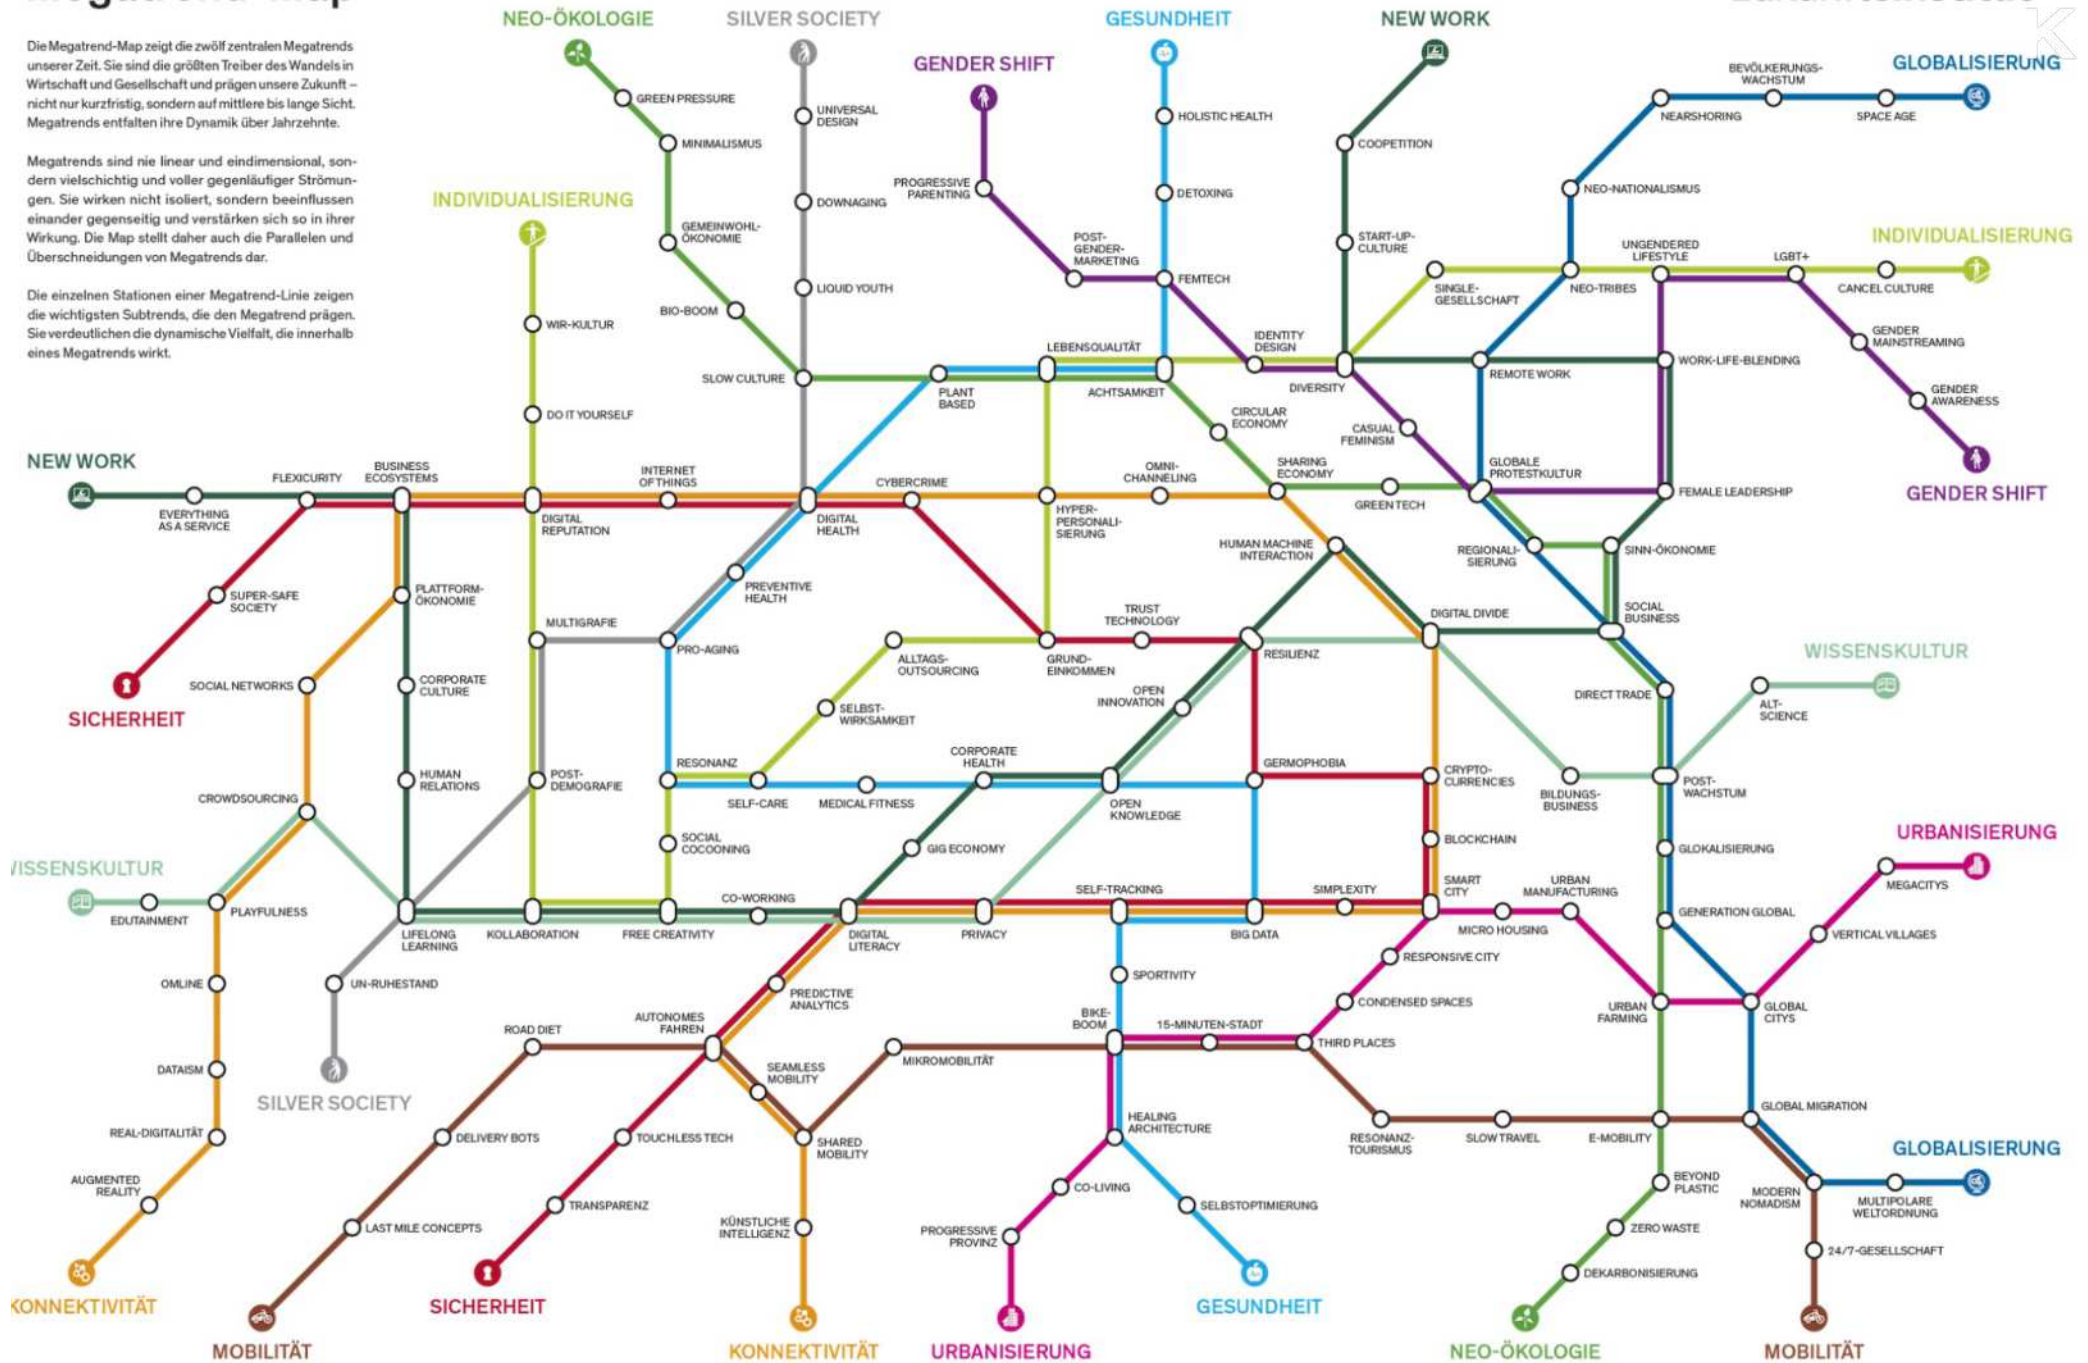 Die Megatrend-Map zeigt die zwölf zentralen Megatrends
unserer Zeit. Sie sind die größten Treiber des Wandels in
Wirtschaft und Gesellschaft und prägen unsere Zukunft –
nicht nur kurzfristig, sondern auf mittlere bis lange Sicht.
Megatrends entfalten ihre Dynamik über Jahrzehnte.
Megatrends sind nie linear und eindimensional, son-
dern vielschichtig und voller gegenläufiger Strömun-
gen. Sie wirken nicht isoliert, sondern beeinflussen
einander gegenseitig und verstärken sich so in ihrer
Wirkung. Die Map stellt daher auch die Parallelen und
Überschneidungen von Megatrends dar.
Die einzelnen Stationen einer Megatrend-Linie zeigen
die wichtigsten Subtrends, die den Megatrend prägen.
Sie verdeutlichen die dynamische Vielfalt, die innerhalb
eines Megatrends wirkt.
NEO-ÖKOLOGIE
SILVER SOCIETY
GESUNDHEIT
NEW WORK
GENDER SHIFT
GLOBALISIERUNG
K
BEVÖLKERUNGS-
WACHSTUM
NEARSHORING
SPACE AGE
GREEN PRESSURE
UNIVERSAL
DESIGN
HOLISTIC HEALTH
MINIMALISMUS
COOPETITION
PROGRESSIVE
PARENTING
DETOXING
NEO-NATIONALISMUS
INDIVIDUALISIERUNG
DOWNAGING
GEMEINWOHL-
ÖKONOMIE
POST-
GENDER-
MARKETING
START-UP-
CULTURE
UNGENDERED
LIFESTYLE
LGBT+
INDIVIDUALISIERUNG
LIQUID YOUTH
FEMTECH
SINGLE-
GESELLSCHAFT
NEO-TRIBES
CANCEL CULTURE
BIO-BOOM
WIR-KULTUR
LEBENSQUALITÄT
IDENTITY
DESIGN
GENDER
MAINSTREAMING
SLOW CULTURE
PLANT
BASED
ACHTSAMKEIT
DIVERSITY
REMOTE WORK
WORK-LIFE-BLENDING
DO IT YOURSELF
CIRCULAR
ECONOMY
CASUAL
FEMINISM
GENDER
AWARENESS
NEW WORK
FLEXICURITY
BUSINESS
ECOSYSTEMS
INTERNET
OF THINGS
CYBERCRIME
OMNI-
CHANNELING
SHARING
ECONOMY
GLOBALE
PROTESTKULTUR
FEMALE LEADERSHIP
GENDER SHIFT
EVERYTHING
AS A SERVICE
DIGITAL
REPUTATION
DIGITAL
HEALTH
HYPER-
PERSONALI-
SIERUNG
GREEN TECH
HUMAN MACHINE
INTERACTION
REGIONALI-
SIERUNG
SINN-ÖKONOMIE
SUPER-SAFE
SOCIETY
PLATTFORM-
ÖKONOMIE
PREVENTIVE
HEALTH
MULTIGRAFIE
PRO-AGING
TRUST
TECHNOLOGY
DIGITAL DIVIDE
SOCIAL
BUSINESS
ALLTAGS-
OUTSOURCING
GRUND-
EINKOMMEN
RESILIENZ
WISSENSKULTUR
SOCIAL NETWORKS
CORPORATE
CULTURE
SELBST-
WIRKSAMKEIT
OPEN
INNOVATION
DIRECT TRADE
ALT-
SCIENCE
SICHERHEIT
HUMAN
RELATIONS
POST-
DEMOGRAFIE
RESONANZ
SELF-CARE
MEDICAL FITNESS
CORPORATE
HEALTH
OPEN
KNOWLEDGE
GERMOPHOBIA
CRYPTO-
CURRENCIES
BILDUNGS-
BUSINESS
POST-
WACHSTUM
CROWDSOURCING
SOCIAL
COCOONING
GIG ECONOMY
BLOCKCHAIN
GLOKALISIERUNG
URBANISIERUNG
MEGACITYS
WISSENSKULTUR
EDUTAINMENT
PLAYFULNESS
LIFELONG
LEARNING
KOLLABORATION
FREE CREATIVITY
CO-WORKING
DIGITAL
LITERACY
PRIVACY
SELF-TRACKING
BIG DATA
SIMPLEXITY
SMART
CITY
MICRO HOUSING
URBAN
MANUFACTURING
GENERATION GLOBAL
VERTICAL VILLAGES
OMLINE
UN-RUHESTAND
PREDICTIVE
ANALYTICS
SPORTIVITY
RESPONSIVE CITY
CONDENSED SPACES
URBAN
FARMING
GLOBAL
CITYS
ROAD DIET
AUTONOMES
FAHREN
SEAMLESS
MOBILITY
MIKROMOBILITÄT
BIKE-
BOOM
15-MINUTEN-STADT
THIRD PLACES
DATAISM
SILVER SOCIETY
REAL-DIGITALITÄT
DELIVERY BOTS
TOUCHLESS TECH
SHARED
MOBILITY
HEALING
ARCHITECTURE
RESONANZ-
TOURISMUS
SLOW TRAVEL
E-MOBILITY
GLOBAL MIGRATION
GLOBALISIERUNG
AUGMENTED
REALITY
LAST MILE CONCEPTS
TRANSPARENZ
KÜNSTLICHE
INTELLIGENZ
CO-LIVING
PROGRESSIVE
PROVINZ
SELBSTOPTIMIERUNG
BEYOND
PLASTIC
ZERO WASTE
DEKARBONISIERUNG
MODERN
NOMADISM
MULTIPOLARE
WELTORDNUNG
24/7-GESELLSCHAFT
KONNEKTIVITÄT
MOBILITÄT
SICHERHEIT
KONNEKTIVITÄT
URBANISIERUNG
GESUNDHEIT
NEO-ÖKOLOGIE
MOBILITÄT